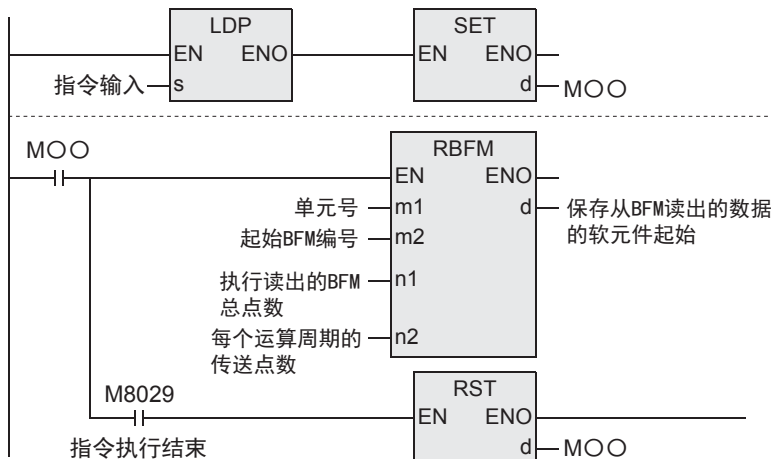 LDP
EN ENO
指令输入 s
SET
EN ENO
d M○○
M○○
RBFM
EN ENO
单元号 m1
d 保存从BFM读出的数据
的软元件起始
起始BFM编号 m2
执行读出的BFM
总点数
n1
每个运算周期的
传送点数
n2
M8029
指令执行结束
RST
EN ENO
d M○○